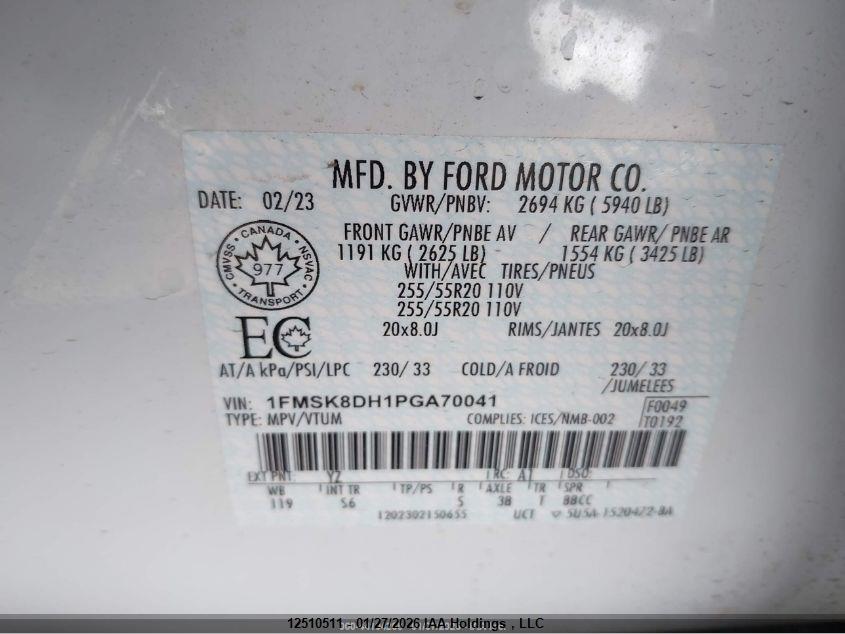 MFD. BY FORD MOTOR CO.
DATE: 02/23 GVWR/PNBV: 2694 KG ( 5940 LB)
FRONT GAWR/PNBE AV / REAR GAWR/ PNBE AR
1191 KG ( 2625 LB) 1554 KG ( 3425 LB)
WITH/AVEC TIRES/PNEUS
255/55R20 110V
255/55R20 110V
20x8.0J RIMS/JANTES 20x8.0J
CANADA CMVSS NSVAC 977 TRANSPORT
EC
AT/A kPa/PSI/LPC 230/ 33 COLD/A FROID 230/ 33
/JUMELEES
VIN: 1FMSK8DH1PGA70041 F0049
TYPE: MPV/VTUM COMPLIES: ICES/NMB-002 T0192
EXT PNT: YZ RC: A1 DSO:
WB INT TR TP/PS R AXLE TR SPR
119 S6 5 3B T BBCC
1202302150655 UCT
12510511 01/27/2026 IAA Holdings , LLC